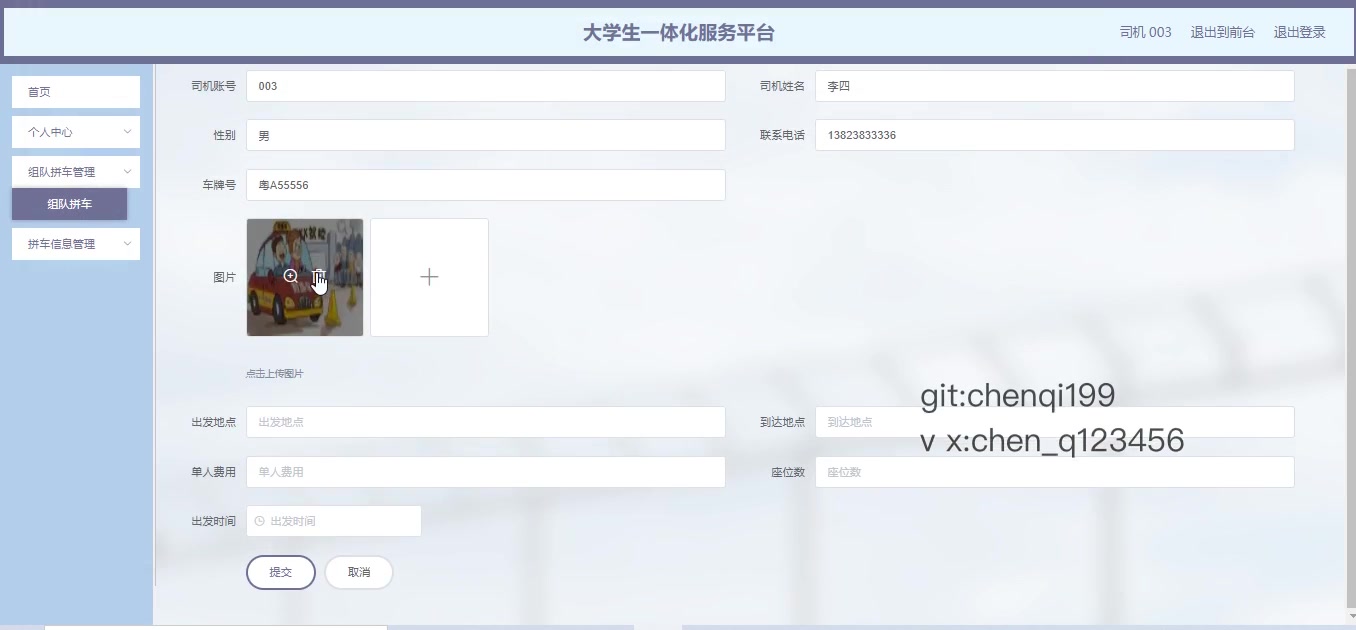 大学生一体化服务平台
司机 003 退出到前台 退出登录
首页
个人中心
组队拼车管理
组队拼车
拼车信息管理
司机账号 003 司机姓名 李四
性别 男 联系电话 13823833336
车牌号 粤A55556
图片
点击上传图片
出发地点 出发地点 到达地点 到达地点
git:chenqi199
v x:chen_q123456
单人费用 单人费用 座位数 座位数
出发时间 出发时间
提交 取消